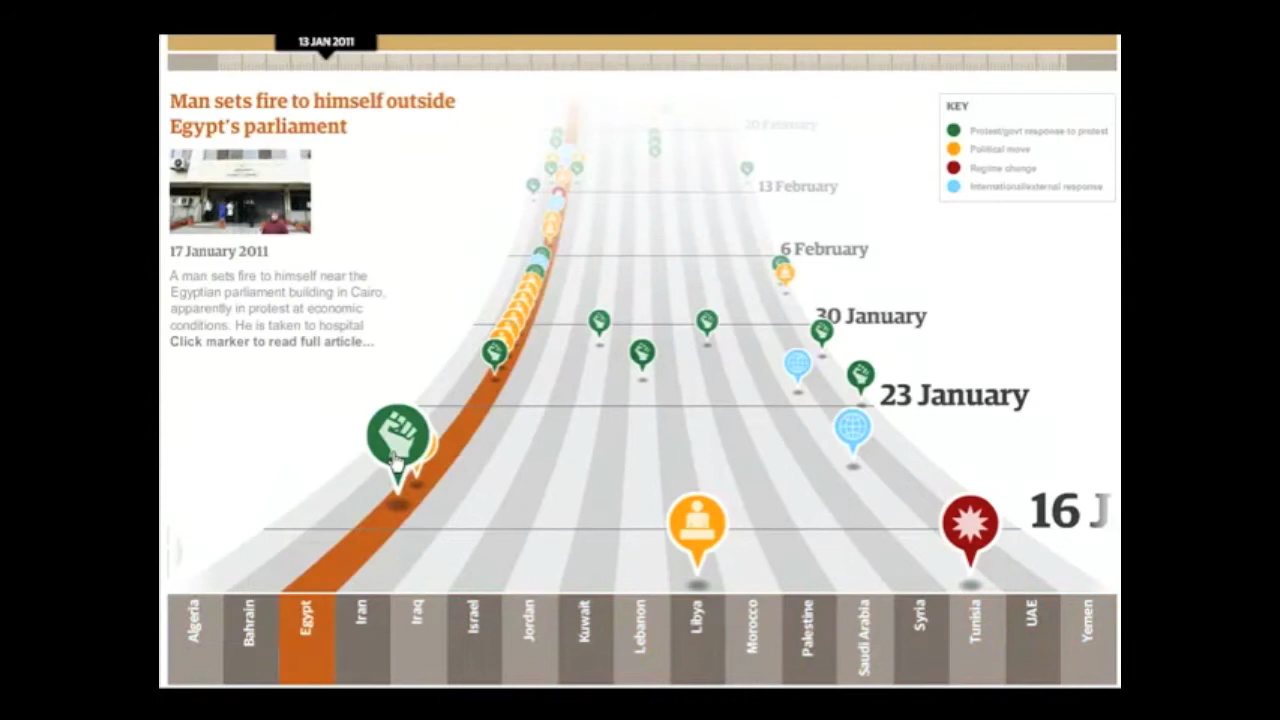 13 JAN 2011
Man sets fire to himself outside
Egypt's parliament
17 January 2011
A man sets fire to himself near the
Egyptian parliament building in Cairo,
apparently in protest at economic
conditions. He is taken to hospital
Click marker to read full article...
KEY
Protest/govt response to protest
Political move
Regime change
International/external response
20 February
13 February
6 February
30 January
23 January
16 J
Algeria
Bahrain
Egypt
Iran
Iraq
Israel
Jordan
Kuwait
Lebanon
Libya
Morocco
Palestine
Saudi Arabia
Syria
Tunisia
UAE
Yemen